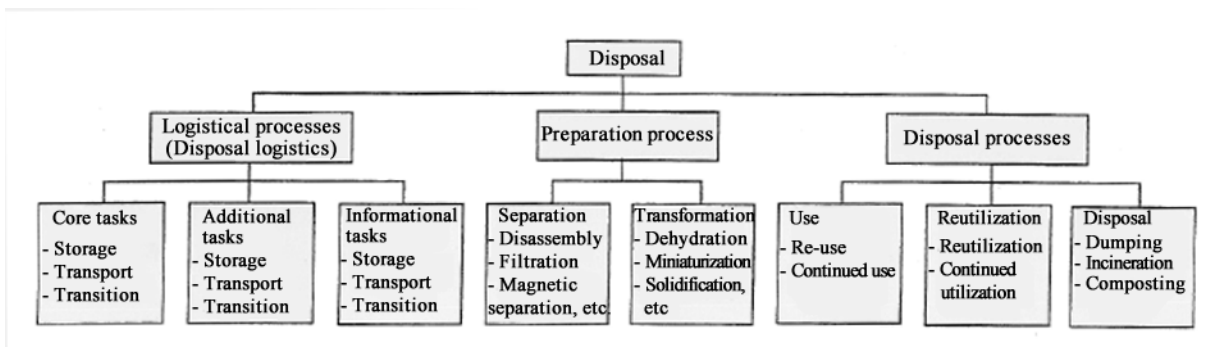 Disposal
Logistical processes
(Disposal logistics)
Preparation process
Disposal processes
Core tasks
- Storage
- Transport
- Transition
Additional
tasks
- Storage
- Transport
- Transition
Informational
tasks
- Storage
- Transport
- Transition
Separation
- Disassembly
- Filtration
- Magnetic
separation, etc.
Transformation
- Dehydration
- Miniaturization
- Solidification,
etc
Use
- Re-use
- Continued use
Reutilization
- Reutilization
- Continued
utilization
Disposal
- Dumping
- Incineration
- Composting